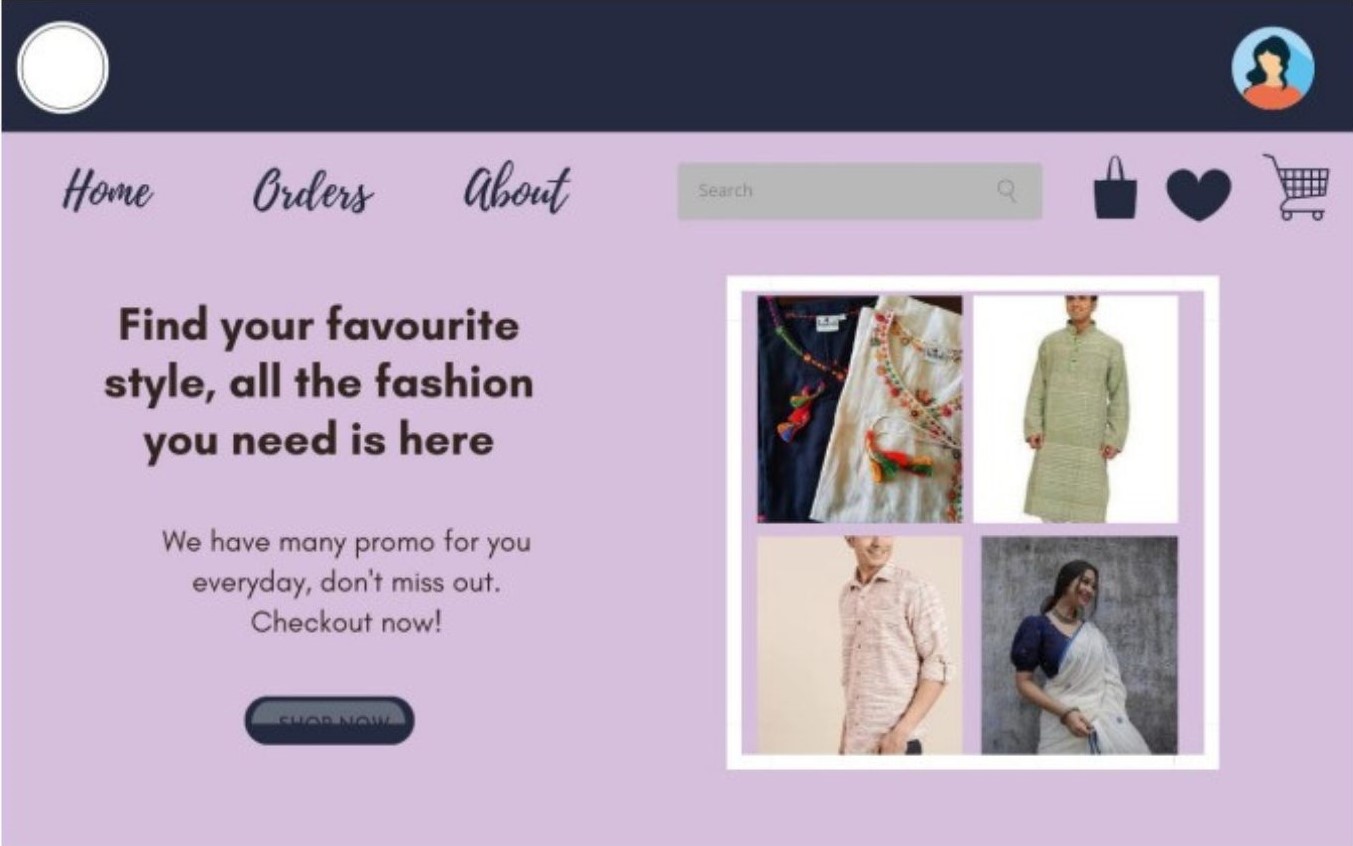 Home
Orders
About
Search
Find your favourite
style, all the fashion
you need is here
We have many promo for you
everyday, don't miss out.
Checkout now!
SHOP NOW